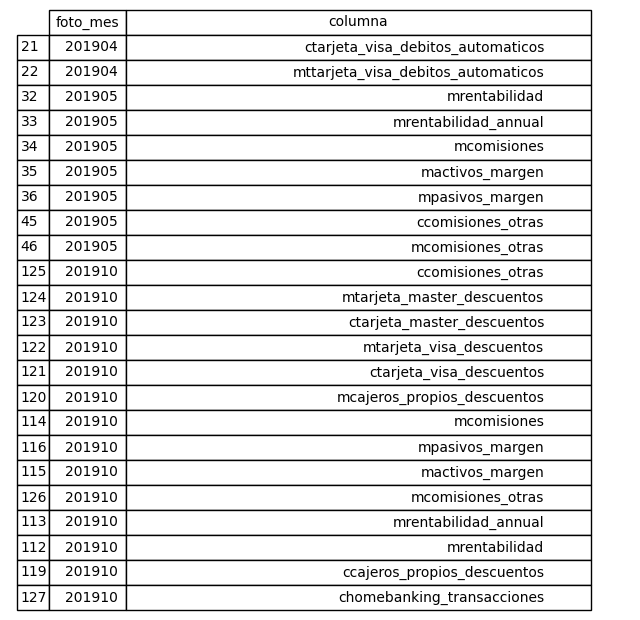 foto_mes columna
21 201904 ctarjeta_visa_debitos_automaticos
22 201904 mttarjeta_visa_debitos_automaticos
32 201905 mrentabilidad
33 201905 mrentabilidad_annual
34 201905 mcomisiones
35 201905 mactivos_margen
36 201905 mpasivos_margen
45 201905 ccomisiones_otras
46 201905 mcomisiones_otras
125 201910 ccomisiones_otras
124 201910 mtarjeta_master_descuentos
123 201910 ctarjeta_master_descuentos
122 201910 mtarjeta_visa_descuentos
121 201910 ctarjeta_visa_descuentos
120 201910 mcajeros_propios_descuentos
114 201910 mcomisiones
116 201910 mpasivos_margen
115 201910 mactivos_margen
126 201910 mcomisiones_otras
113 201910 mrentabilidad_annual
112 201910 mrentabilidad
119 201910 ccajeros_propios_descuentos
127 201910 chomebanking_transacciones